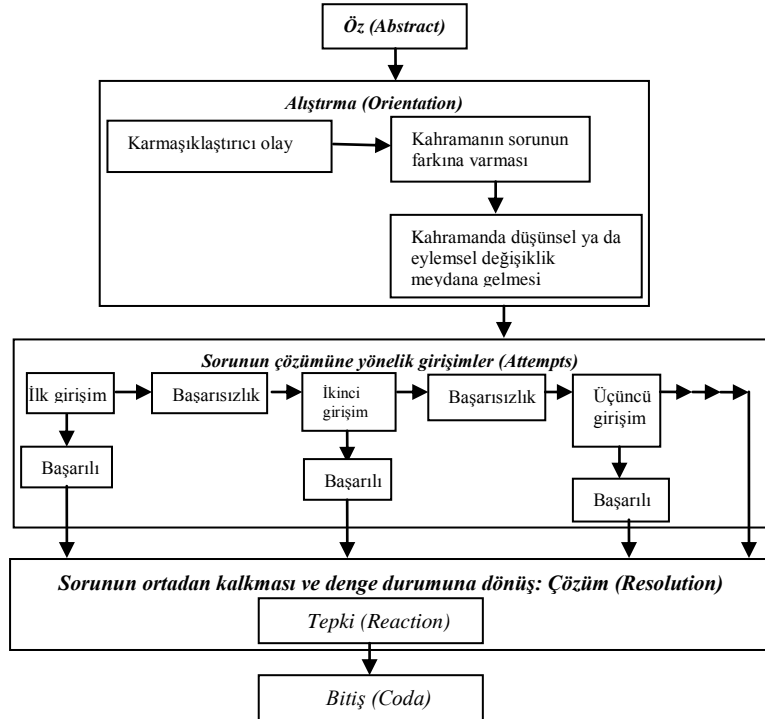 Öz (Abstract)
Alıştırma (Orientation)
Karmaşıklaştırıcı olay
Kahramanın sorunun
farkına varması
Kahramanda düşünsel ya da
eylemsel değişiklik
meydana gelmesi
Sorunun çözümüne yönelik girişimler (Attempts)
İlk girişim
Başarısızlık
İkinci
girişim
Başarısızlık
Üçüncü
girişim
Başarılı
Başarılı
Başarılı
Sorunun ortadan kalkması ve denge durumuna dönüş: Çözüm (Resolution)
Tepki (Reaction)
Bitiş (Coda)